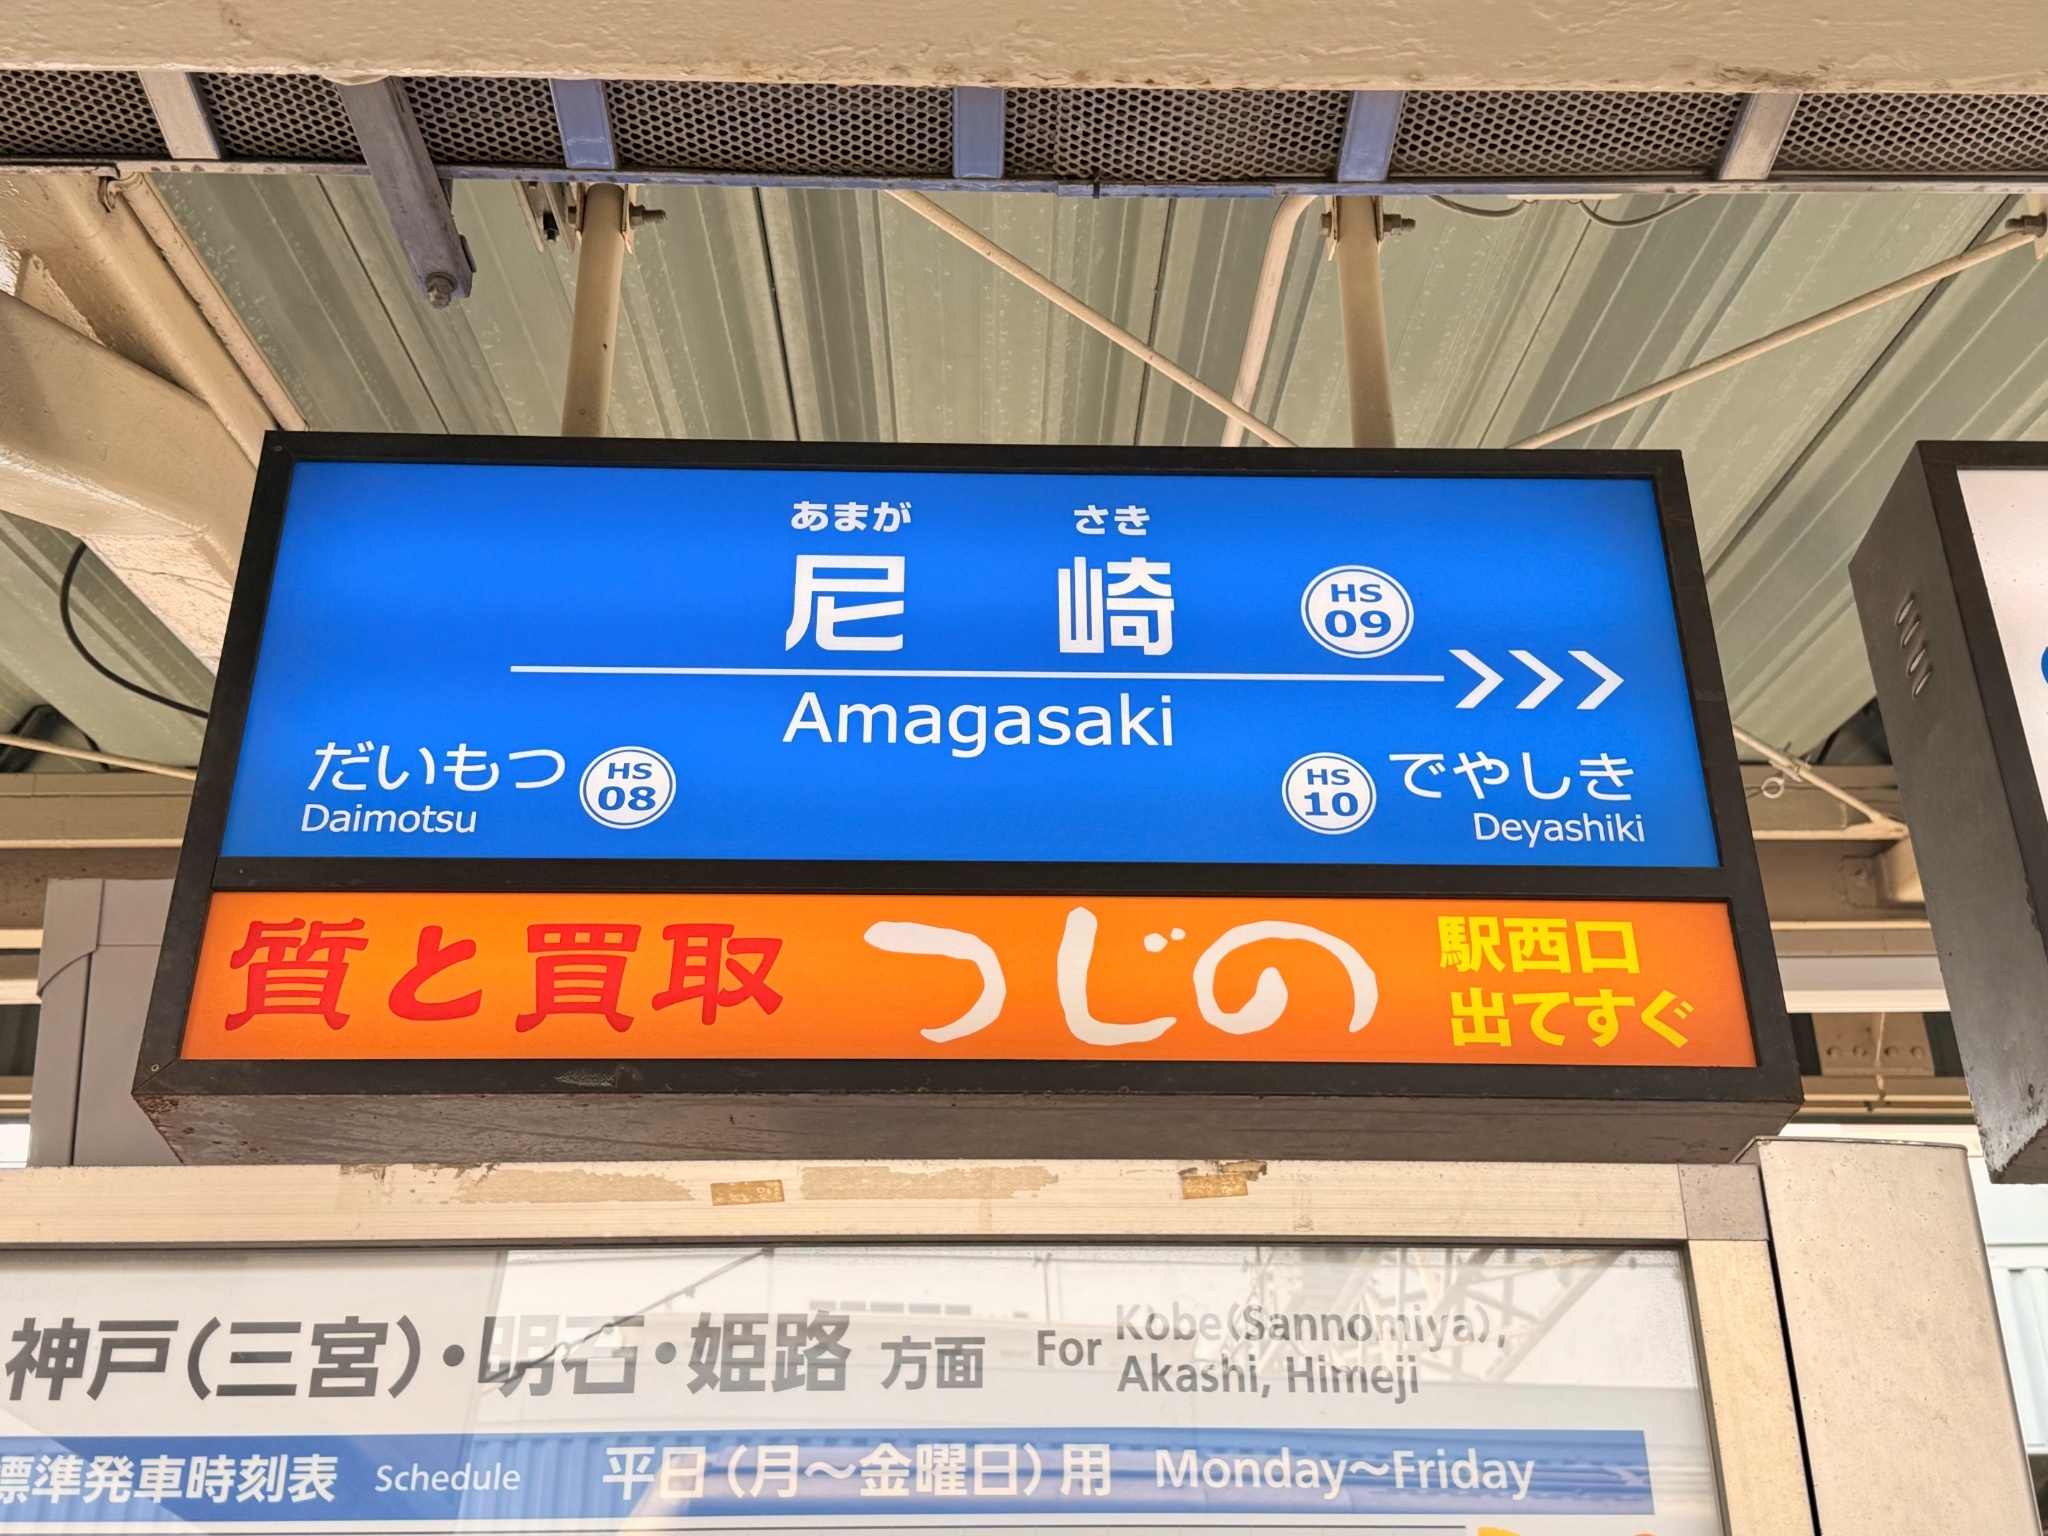 あまが さき
尼 崎
HS
09
Amagasaki
だいもつ
Daimotsu
HS
08
HS
10
でやしき
Deyashiki
質と買取 つじの
駅西口
出てすぐ
神戸(三宮)・明石・姫路 方面
For Kobe(Sannomiya),
Akashi, Himeji
標準発車時刻表 Schedule 平日(月〜金曜日)用 Monday〜Friday